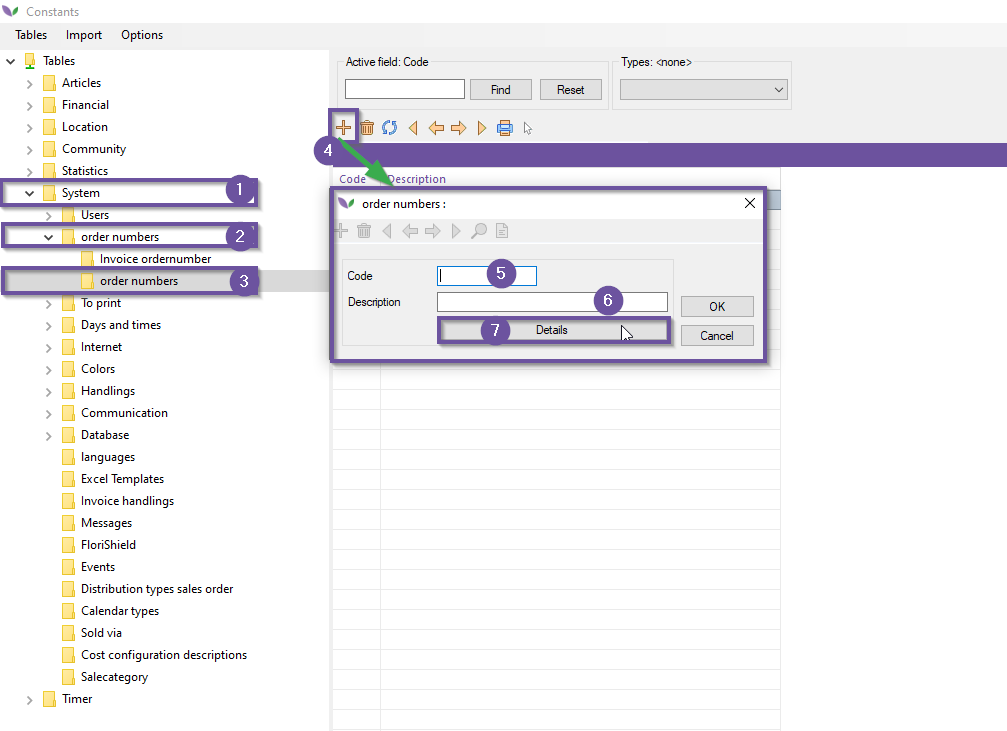 Constants
Tables Import Options
Tables
Articles
Financial
Location
Community
Statistics
System 1
Users
order numbers 2
Invoice ordernumber
order numbers 3
To print
Days and times
Internet
Colors
Handlings
Communication
Database
languages
Excel Templates
Invoice handlings
Messages
FloriShield
Events
Distribution types sales order
Calendar types
Sold via
Cost configuration descriptions
Salecategory
Timer
Active field: Code
Find Reset
Types: <none>
4
Code Description
order numbers :
Code 5
Description 6
7 Details
OK
Cancel